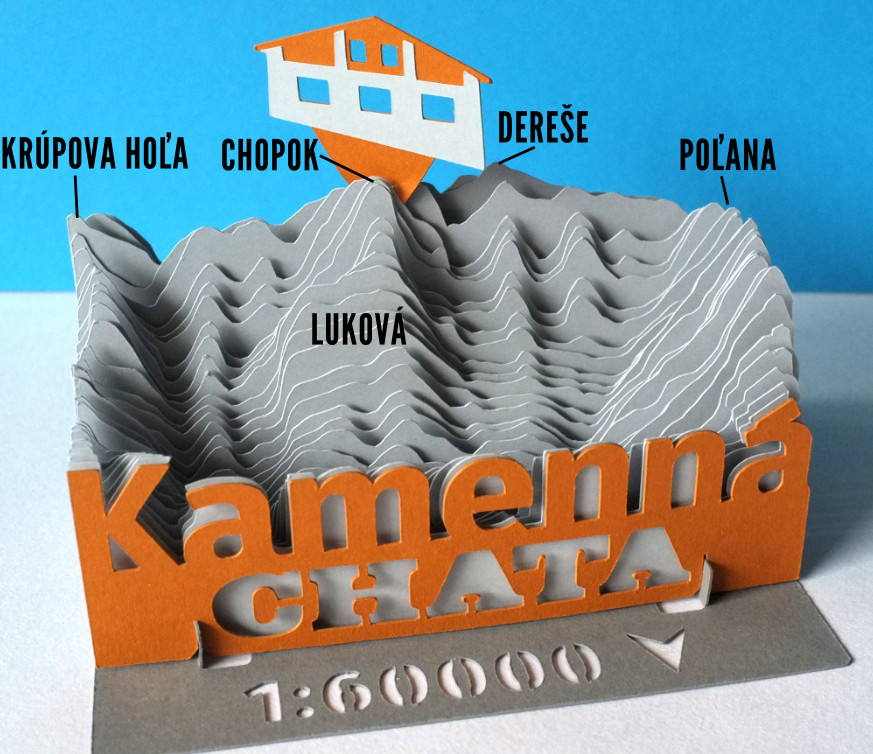 DEREŠE
KRÚPOVA HOĽA
CHOPOK
POĽANA
LUKOVÁ
Kamenná
CHATA
1:60000